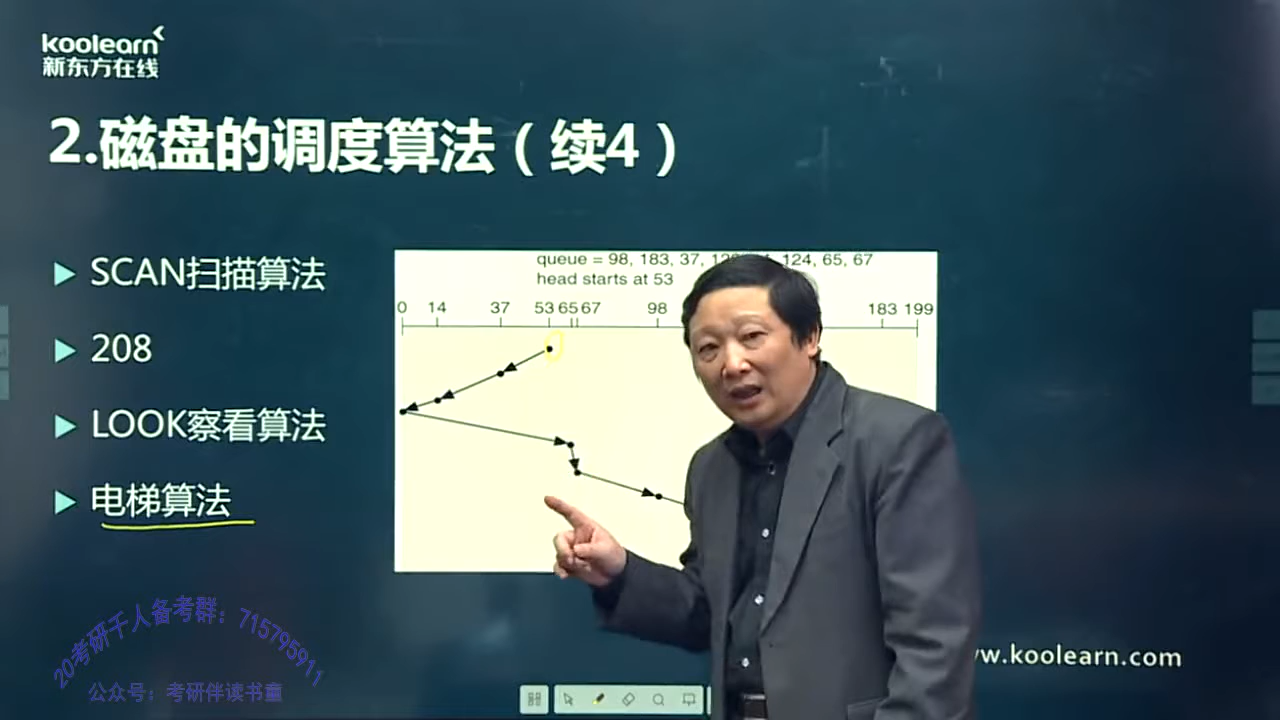 koolearn
新东方在线
2.磁盘的调度算法（续4）
SCAN扫描算法
208
LOOK察看算法
电梯算法
queue = 98, 183, 37, 124, 65, 67
head starts at 53
0 14 37 53 65 67 98 183 199
20考研千人备考群：715795911
公众号：考研伴读书童
w.koolearn.com